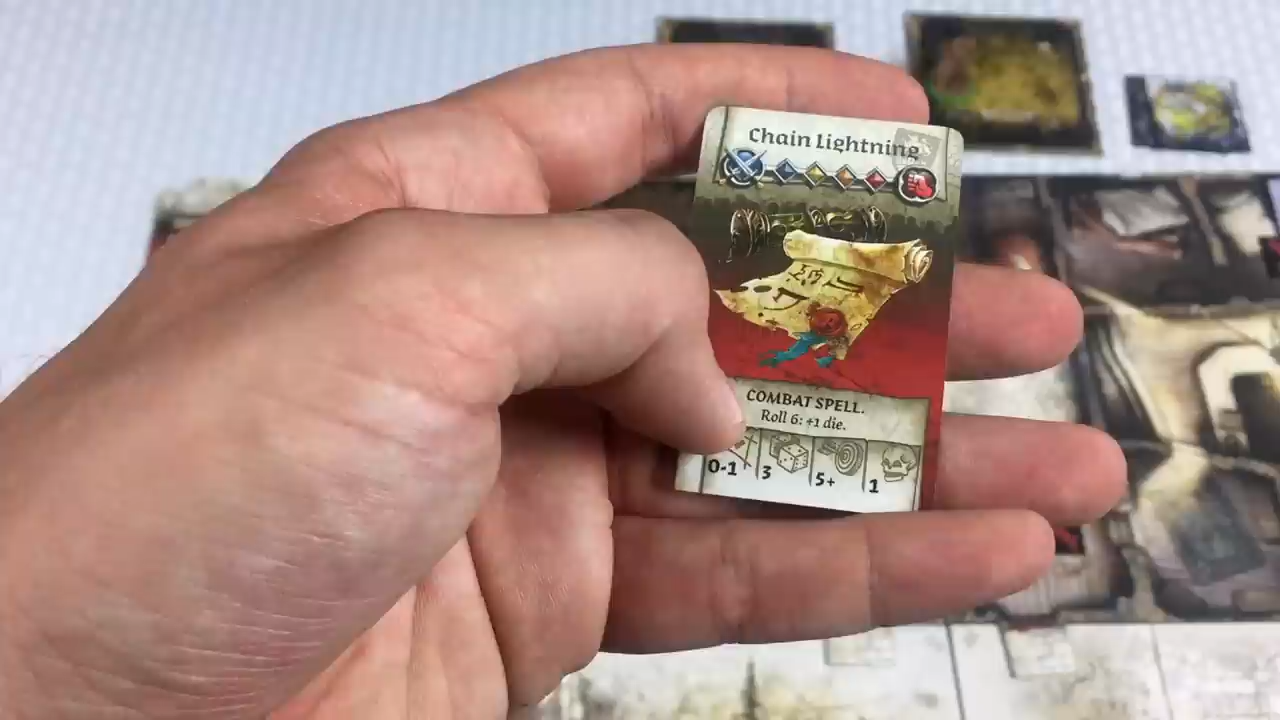 Chain Lightning
COMBAT SPELL.
Roll 6: +1 die.
0-1 3 5+ 1